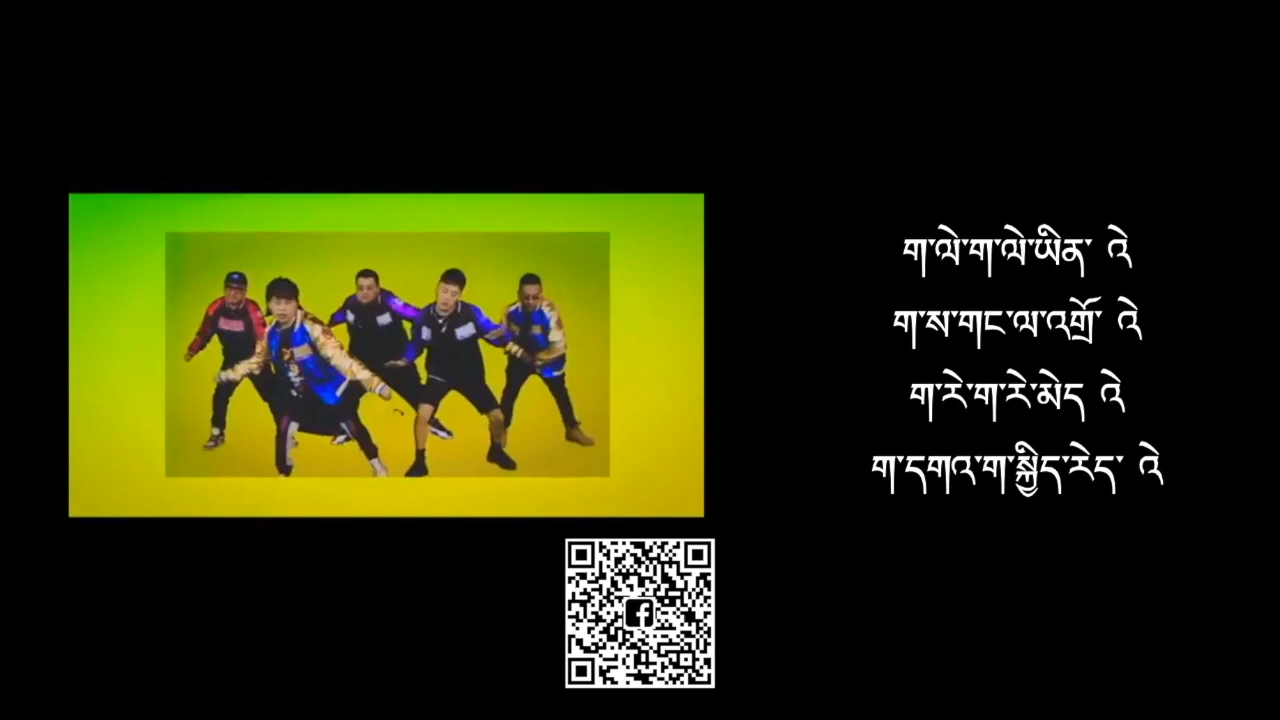 ག་ལེ་ག་ལེ་ཡིན་ འེ
ག་ས་གང་ལ་འགྲོ་ འེ
ག་རེ་ག་རེ་མེད འེ
ག་དགའ་ག་སྐྱིད་རེད་ འེ